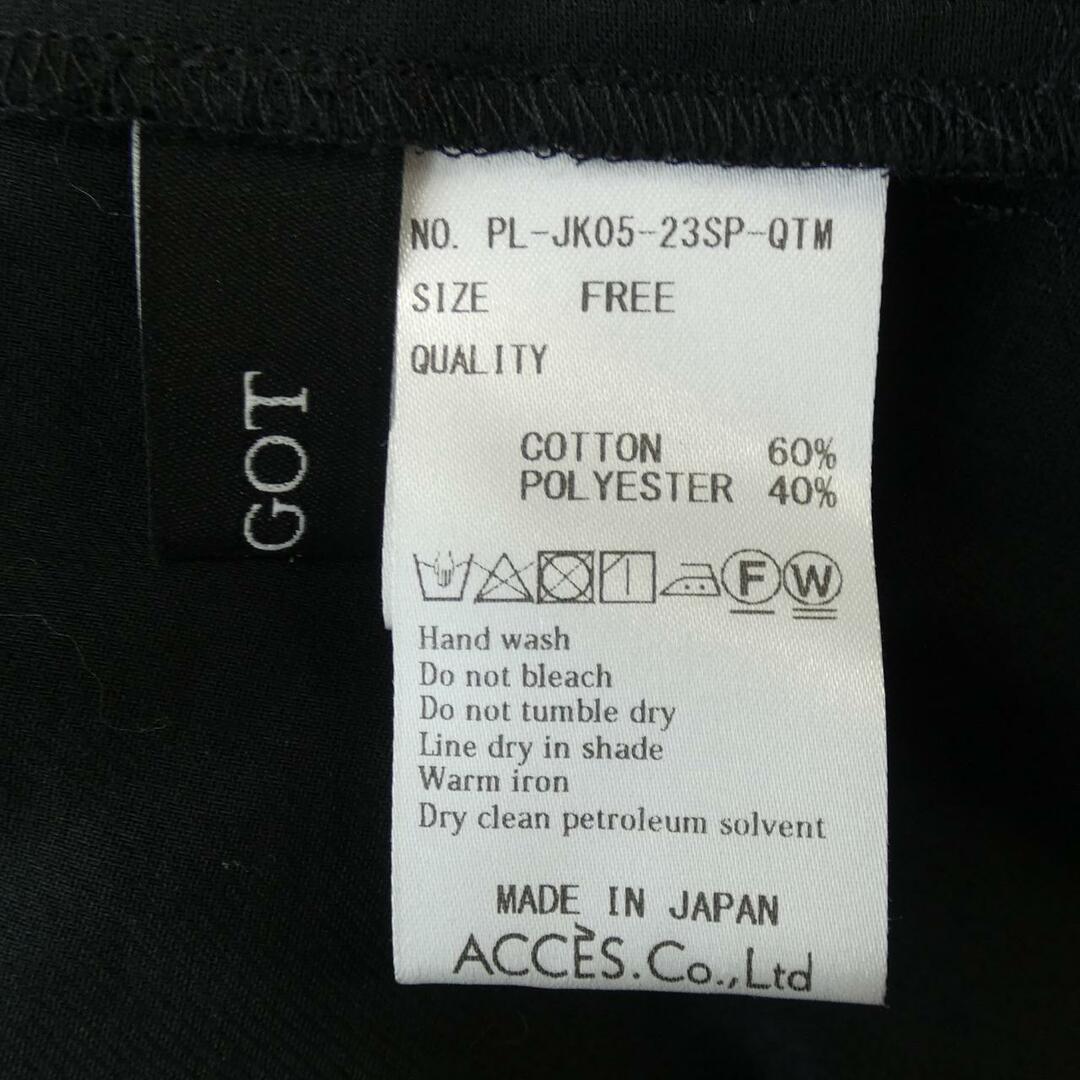 GOT
NO. PL-JK05-23SP-QTM
SIZE FREE
QUALITY
COTTON 60%
POLYESTER 40%
F W
Hand wash
Do not bleach
Do not tumble dry
Line dry in shade
Warm iron
Dry clean petroleum solvent
MADE IN JAPAN
ACCÈS.Co.,Ltd